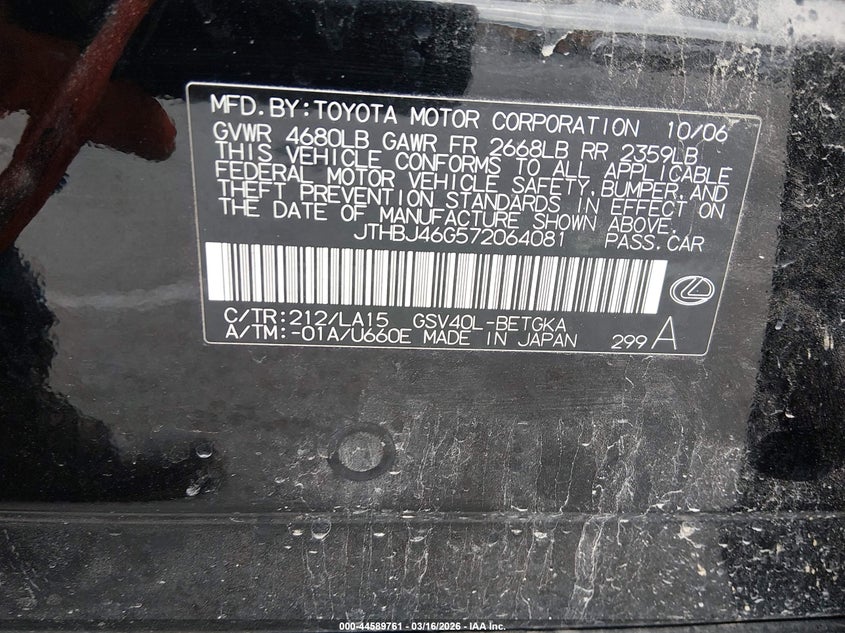 MFD.BY:TOYOTA MOTOR CORPORATION 10/06
GVWR 4680LB GAWR FR 2668LB RR 2359LB
THIS VEHICLE CONFORMS TO ALL APPLICABLE
FEDERAL MOTOR VEHICLE SAFETY,BUMPER,AND
THEFT PREVENTION STANDARDS IN EFFECT ON
THE DATE OF MANUFACTURE SHOWN ABOVE.
JTHBJ46G572064081 PASS.CAR
C/TR:212/LA15 GSV40L-BETGKA
A/TM:-01A/U660E MADE IN JAPAN 299 A
000-44589761 - 03/16/2026 - IAA Inc.